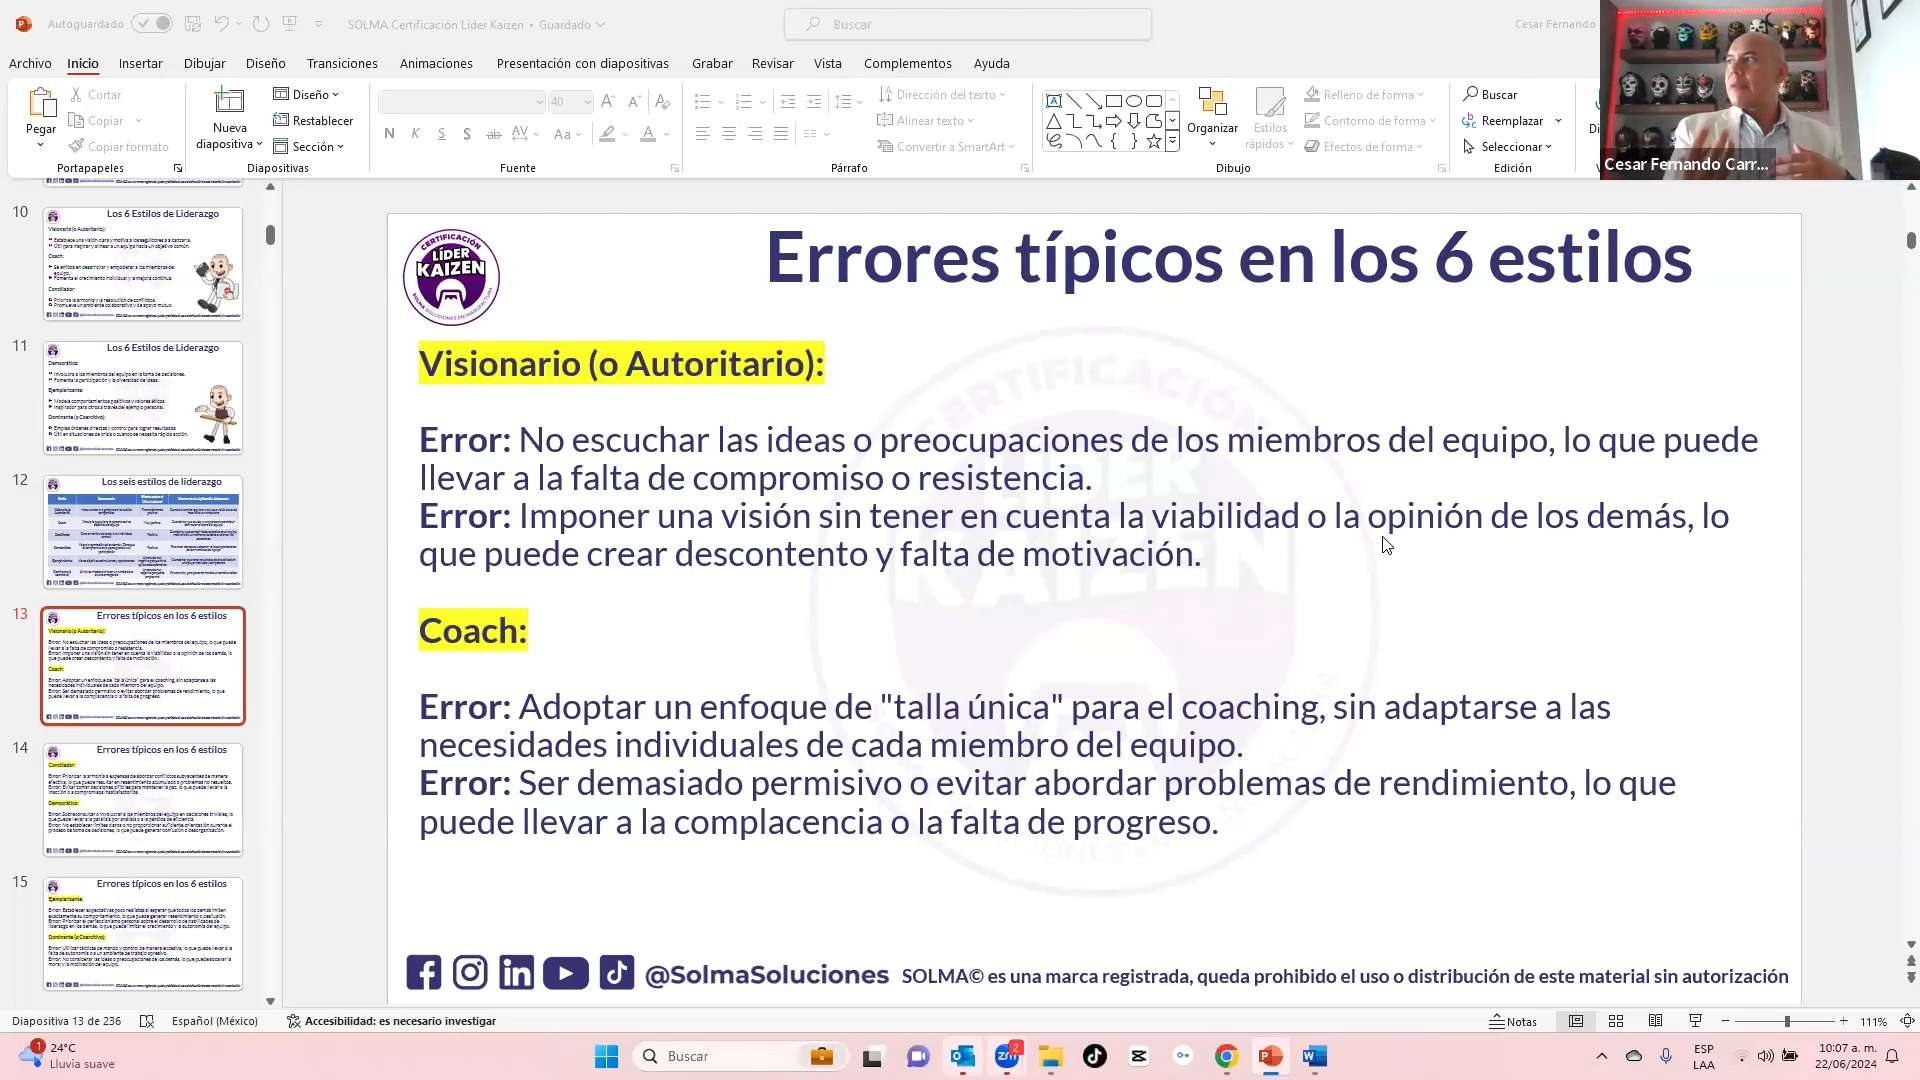 Autoguardado
SOLMA Certificación Lider Kaizen • Guardado
Buscar
Cesar Fernando
Archivo Inicio Insertar Dibujar Diseño Transiciones Animaciones Presentación con diapositivas Grabar Revisar Vista Complementos Ayuda
Pegar
Cortar
Copiar
Copiar formato
Portapapeles
Nueva diapositiva
Diseño
Restablecer
Sección
Diapositivas
40
Fuente
Dirección del texto
Alinear texto
Convertir a SmartArt
Párrafo
Organizar
Estilos rápidos
Relleno de forma
Contorno de forma
Efectos de forma
Dibujo
Buscar
Reemplazar
Seleccionar
Edición
Cesar Fernando Carr...
10
Los 6 Estilos de Liderazgo
11
Los 6 Estilos de Liderazgo
12
Los seis estilos de liderazgo
13
Errores típicos en los 6 estilos
14
Errores típicos en los 6 estilos
15
Errores típicos en los 6 estilos
CERTIFICACIÓN
LÍDER
KAIZEN
SOLMA SOLUCIONES EN MANUFACTURA
Errores típicos en los 6 estilos
Visionario (o Autoritario):
Error: No escuchar las ideas o preocupaciones de los miembros del equipo, lo que puede
llevar a la falta de compromiso o resistencia.
Error: Imponer una visión sin tener en cuenta la viabilidad o la opinión de los demás, lo
que puede crear descontento y falta de motivación.
Coach:
Error: Adoptar un enfoque de "talla única" para el coaching, sin adaptarse a las
necesidades individuales de cada miembro del equipo.
Error: Ser demasiado permisivo o evitar abordar problemas de rendimiento, lo que
puede llevar a la complacencia o la falta de progreso.
@SolmaSoluciones SOLMA© es una marca registrada, queda prohibido el uso o distribución de este material sin autorización
Diapositiva 13 de 236
Español (México)
Accesibilidad: es necesario investigar
Notas
111%
24°C
Lluvia suave
Buscar
ESP
LAA
10:07 a. m.
22/06/2024